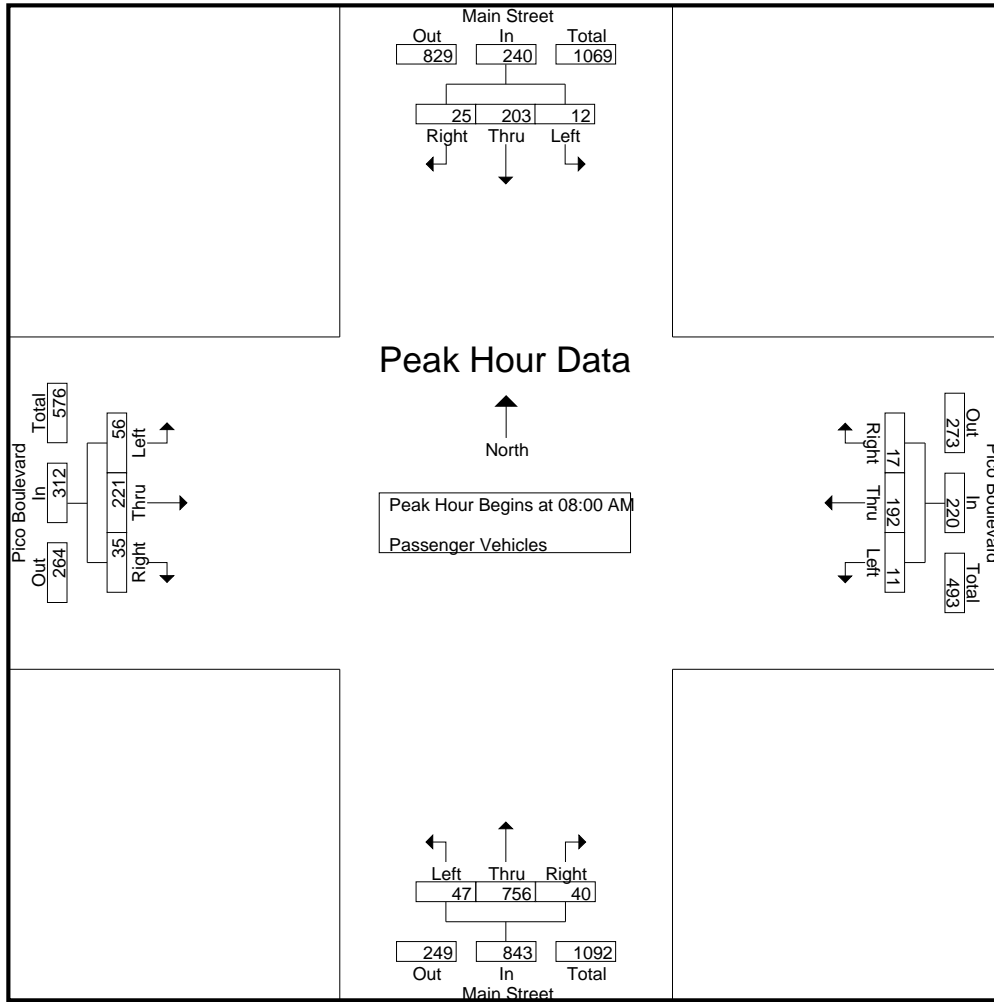 Main Street
Out In Total
829 240 1069
25 203 12
Right Thru Left
Peak Hour Data
North
Peak Hour Begins at 08:00 AM
Passenger Vehicles
Pico Boulevard
Out In Total
264 312 576
35 221 56
Right Thru Left
Pico Boulevard
Out In Total
273 220 493
17 192 11
Right Thru Left
Left Thru Right
47 756 40
249 843 1092
Out In Total
Main Street